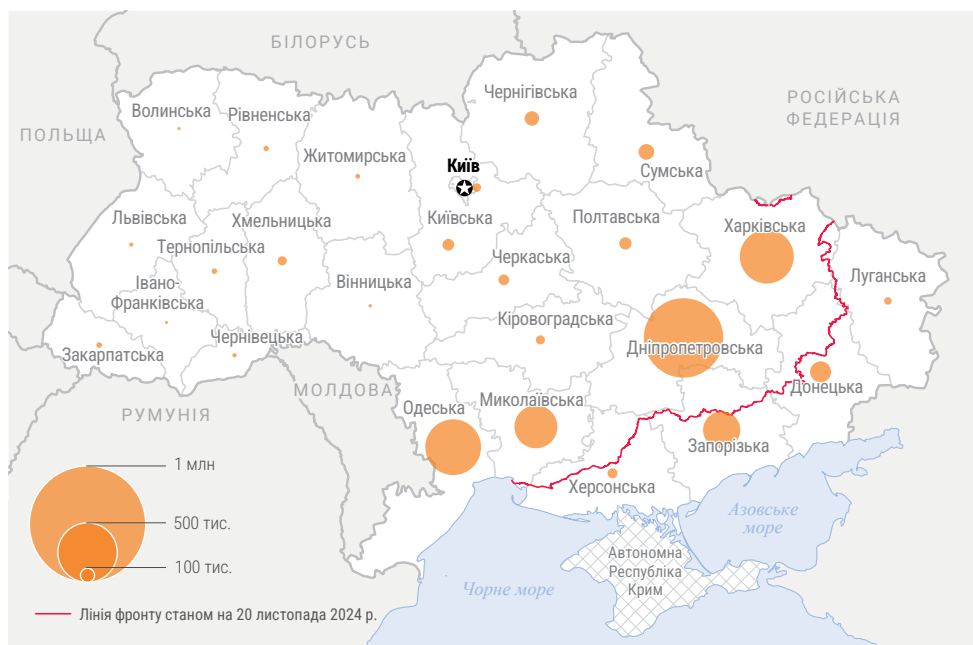 БІЛОРУСЬ
ПОЛЬЩА
РОСІЙСЬКА
ФЕДЕРАЦІЯ
Волинська
Рівненська
Житомирська
Чернігівська
Київ
Сумська
Львівська
Тернопільська
Хмельницька
Київська
Полтавська
Харківська
Івано-
Франківська
Вінницька
Черкаська
Луганська
Закарпатська
Чернівецька
Кіровоградська
Дніпропетровська
Донецька
МОЛДОВА
РУМУНІЯ
Одеська
Миколаївська
Запорізька
Херсонська
Азовське
море
Автономна
Республіка
Крим
Чорне море
1 млн
500 тис.
100 тис.
Лінія фронту станом на 20 листопада 2024 р.